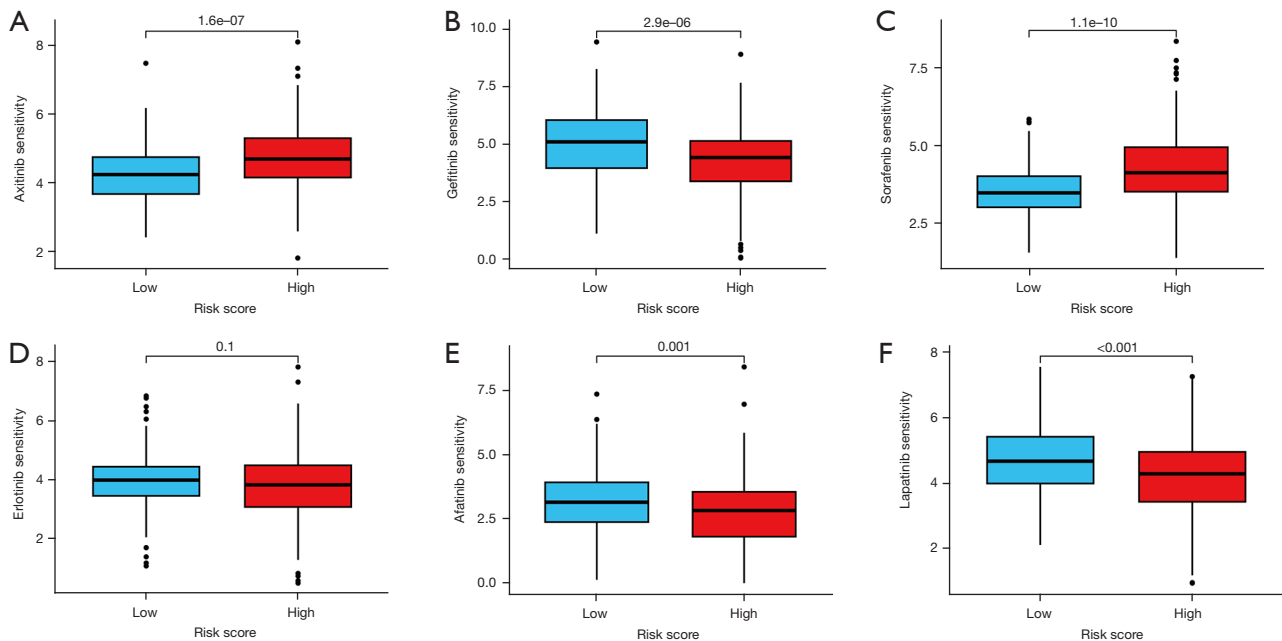 A
1.6e–07
8
6
4
2
Axitinib sensitivity
Low
High
Risk score
B
2.9e–06
10.0
7.5
5.0
2.5
0.0
Gefitinib sensitivity
Low
High
Risk score
C
1.1e–10
7.5
5.0
2.5
Sorafenib sensitivity
Low
High
Risk score
D
0.1
8
6
4
2
Erlotinib sensitivity
Low
High
Risk score
E
0.001
7.5
5.0
2.5
0.0
Afatinib sensitivity
Low
High
Risk score
F
<0.001
8
6
4
2
Lapatinib sensitivity
Low
High
Risk score